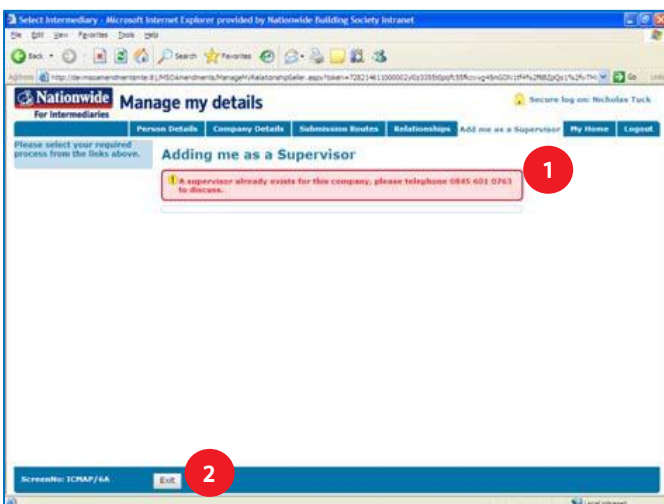 Select Intermediary - Microsoft Internet Explorer provided by Nationwide Building Society Intranet
File Edit View Favorites Tools Help
Back Search Favorites
Address Go Links
Nationwide
For Intermediaries
Manage my details
Secure log on: Nicholas Tuck
Person Details Company Details Submission Routes Relationships Add me as a Supervisor My Home Logout
Please select your required
process from the links above.
Adding me as a Supervisor
A supervisor already exists for this company, please telephone 0845 601 0763
to discuss.
1
ScreenNo: ICMAP/6A Exit 2
Local intranet